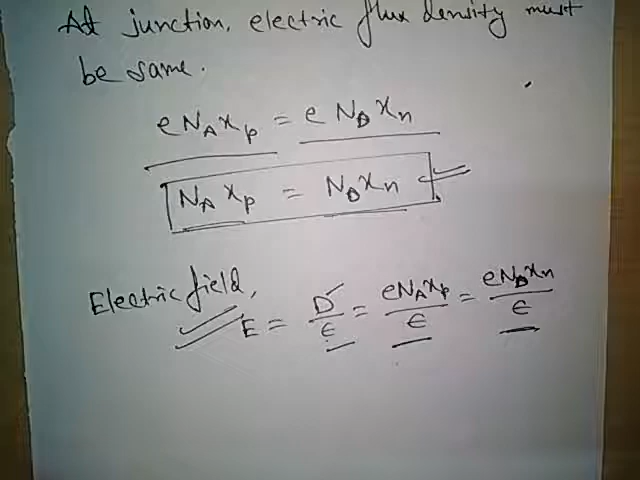 At junction, electric flux density must
be same.
eN_A x_p = eN_D x_n
N_A x_p = N_D x_n
Electric field,
E = D/ϵ = eN_A x_p/ϵ = eN_D x_n/ϵ